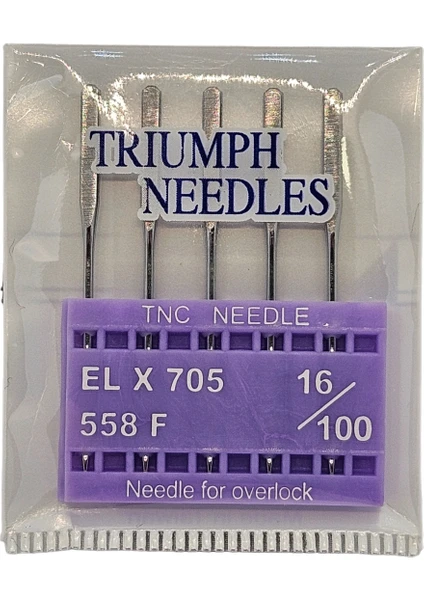 TRIUMPH
NEEDLES
TNC NEEDLE
EL X 705 16/100
558 F
Needle for overlock